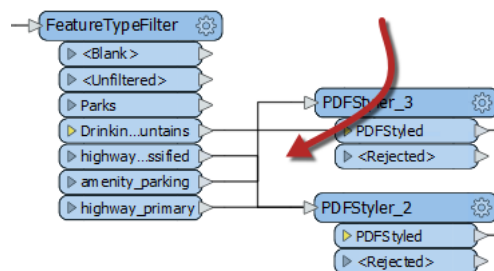 FeatureTypeFilter
<Blank>
<Unfiltered>
Parks
Drinkin...untains
highway...ssified
amenity_parking
highway_primary
PDFStyler_3
PDFStyled
<Rejected>
PDFStyler_2
PDFStyled
<Rejected>